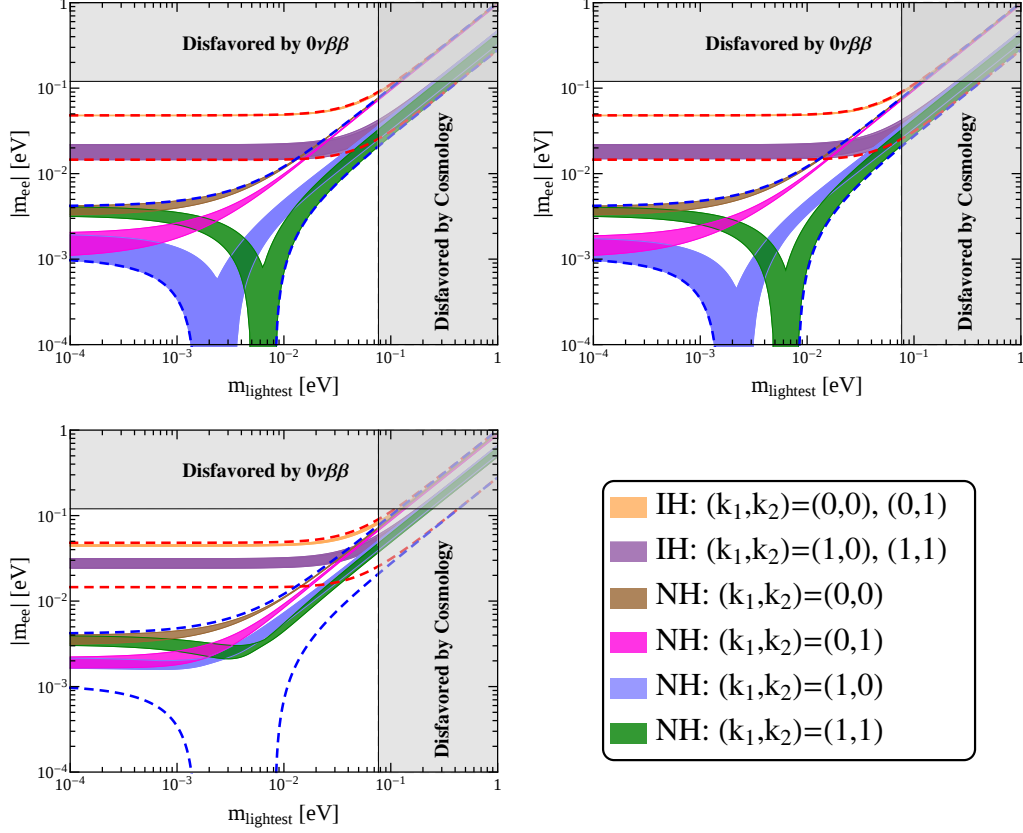 1
10⁻¹
10⁻²
10⁻³
10⁻⁴
|mₑₑ| [eV]
Disfavored by 0νββ
Disfavored by Cosmology
10⁻⁴ 10⁻³ 10⁻² 10⁻¹ 1
m_lightest [eV]
1
10⁻¹
10⁻²
10⁻³
10⁻⁴
|mₑₑ| [eV]
Disfavored by 0νββ
Disfavored by Cosmology
10⁻⁴ 10⁻³ 10⁻² 10⁻¹ 1
m_lightest [eV]
1
10⁻¹
10⁻²
10⁻³
10⁻⁴
|mₑₑ| [eV]
Disfavored by 0νββ
Disfavored by Cosmology
10⁻⁴ 10⁻³ 10⁻² 10⁻¹ 1
m_lightest [eV]
IH: (k₁,k₂)=(0,0), (0,1)
IH: (k₁,k₂)=(1,0), (1,1)
NH: (k₁,k₂)=(0,0)
NH: (k₁,k₂)=(0,1)
NH: (k₁,k₂)=(1,0)
NH: (k₁,k₂)=(1,1)